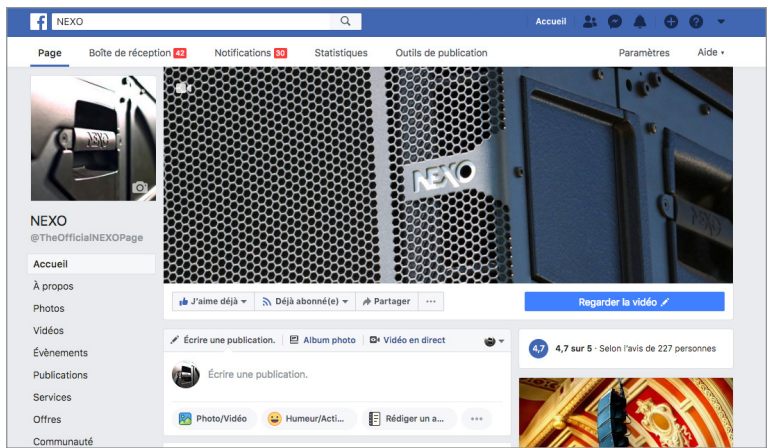 NEXO
Accueil
Page
Boîte de réception 42
Notifications 30
Statistiques
Outils de publication
Paramètres
Aide
NEXO
NEXO
NEXO
@TheOfficialNEXOPage
Accueil
À propos
Photos
Vidéos
Évènements
Publications
Services
Offres
Communauté
J'aime déjà
Déjà abonné(e)
Partager
Regarder la vidéo
Écrire une publication.
Album photo
Vidéo en direct
Écrire une publication.
Photo/Vidéo
Humeur/Acti...
Rédiger un a...
4,7
4,7 sur 5 · Selon l'avis de 227 personnes